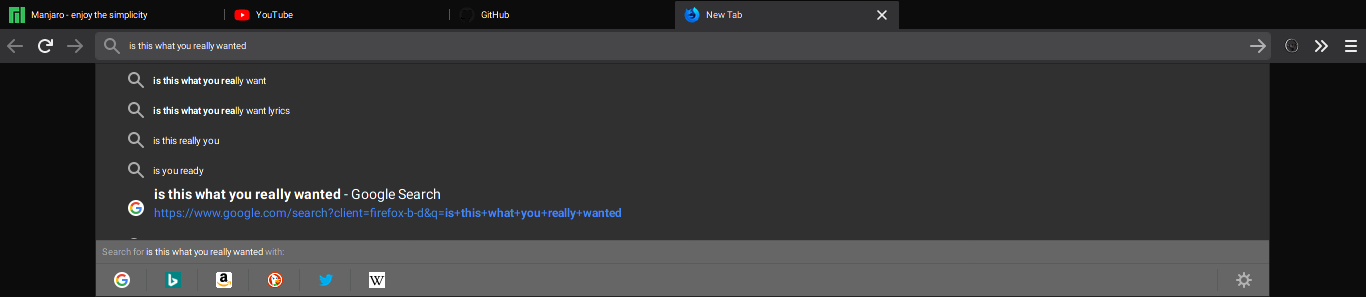 Manjaro - enjoy the simplicity
YouTube
GitHub
New Tab
is this what you really wanted
is this what you really want
is this what you really want lyrics
is this really you
is you ready
is this what you really wanted - Google Search
https://www.google.com/search?client=firefox-b-d&q=is+this+what+you+really+wanted
Search for is this what you really wanted with: